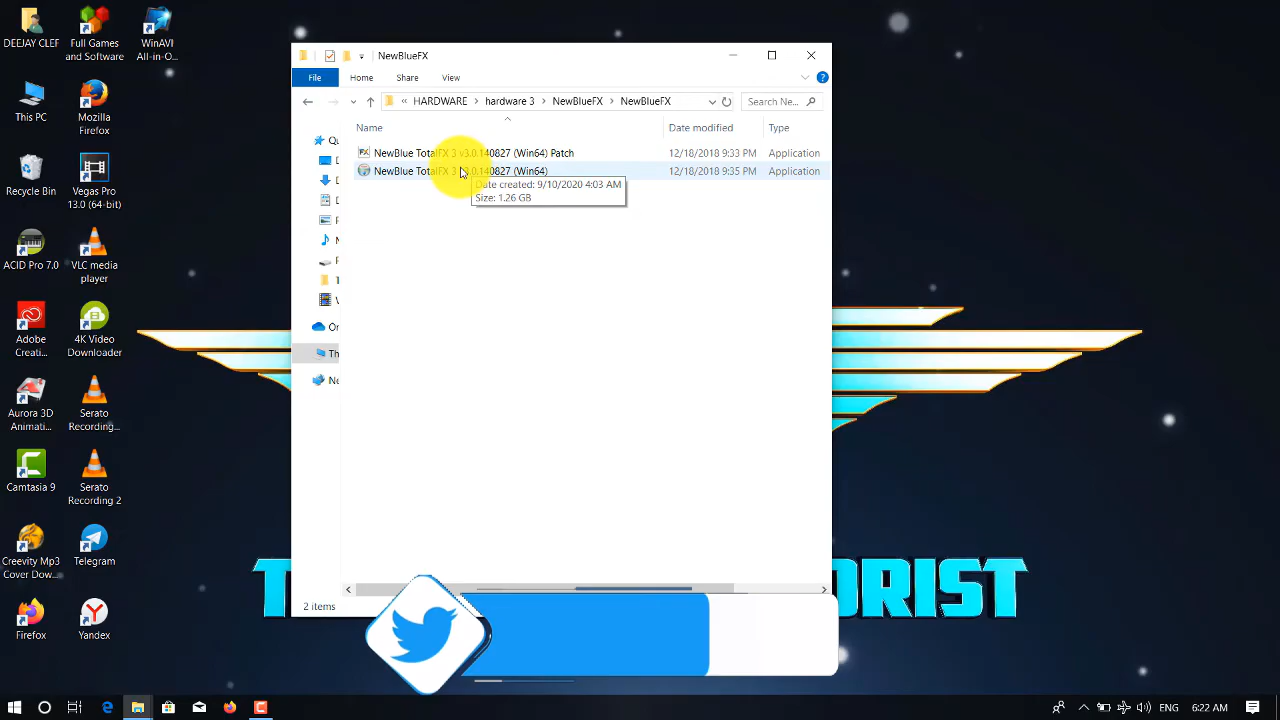 DEEJAY CLEF
Full Games and Software
WinAVI All-in-O...
This PC
Mozilla Firefox
Recycle Bin
Vegas Pro 13.0 (64-bit)
ACID Pro 7.0
VLC media player
Adobe Creati...
4K Video Downloader
Aurora 3D Animati...
Serato Recording...
Camtasia 9
Serato Recording 2
Creevity Mp3 Cover Dow...
Telegram
Firefox
Yandex
NewBlueFX
File Home Share View
« HARDWARE > hardware 3 > NewBlueFX > NewBlueFX
Search Ne...
Name Date modified Type
NewBlue TotalFX 3 v3.0.140827 (Win64) Patch 12/18/2018 9:33 PM Application
NewBlue TotalFX 3 v3.0.140827 (Win64) 12/18/2018 9:35 PM Application
Date created: 9/10/2020 4:03 AM
Size: 1.26 GB
2 items
ENG 6:22 AM